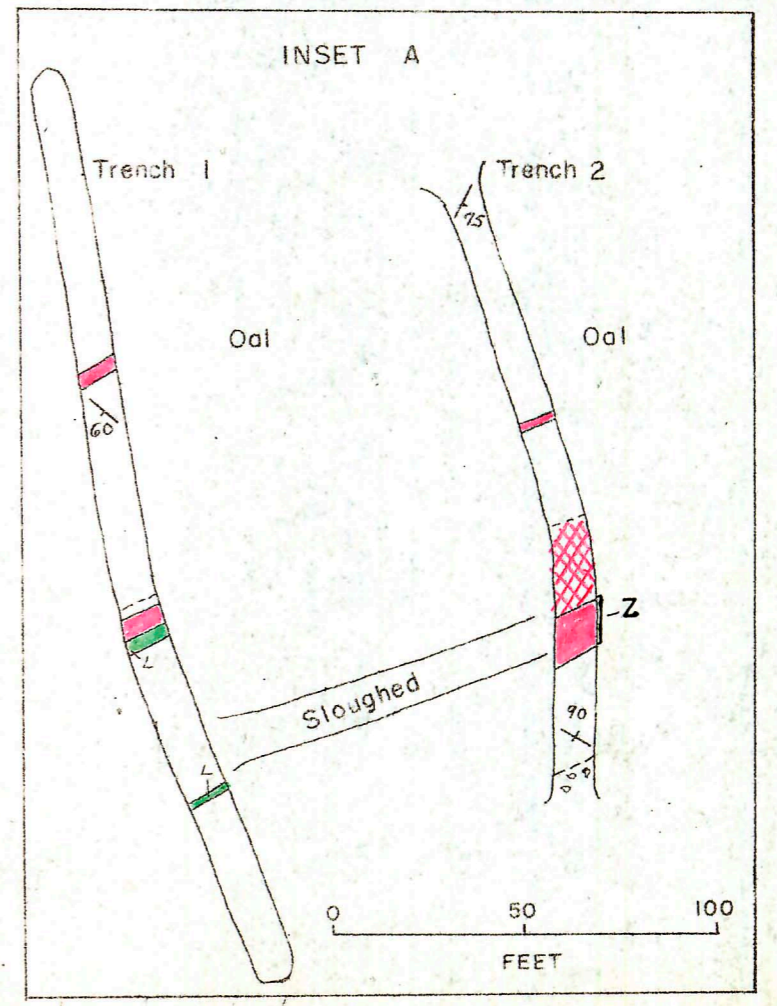 INSET A
Trench 1
Trench 2
75
Oal
Oal
60
Z
L
Sloughed
90
L
0 50 100
FEET